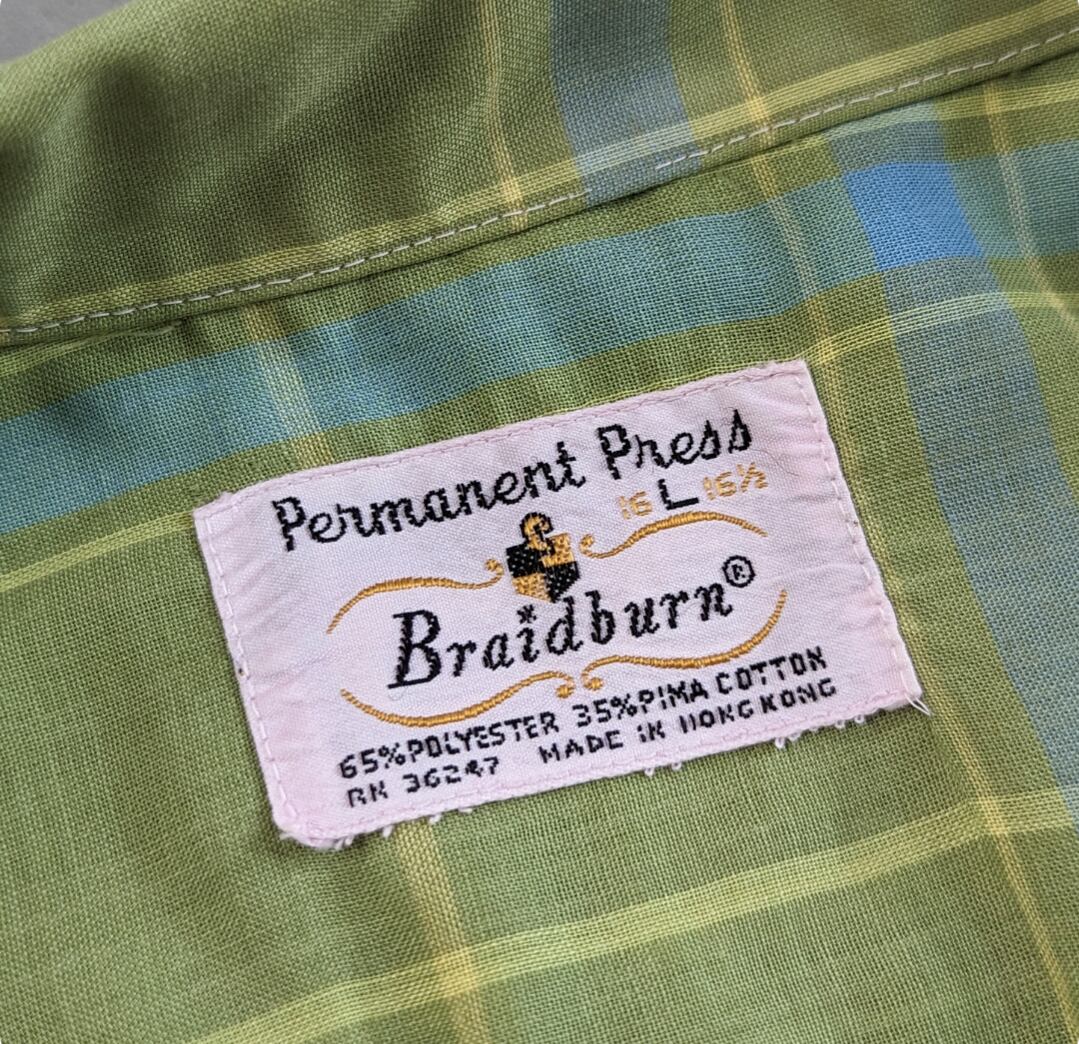 Permanent Press
16 L 16½
Braidburn®
65% POLYESTER 35% PIMA COTTON
RN 36247 MADE IN HONG KONG